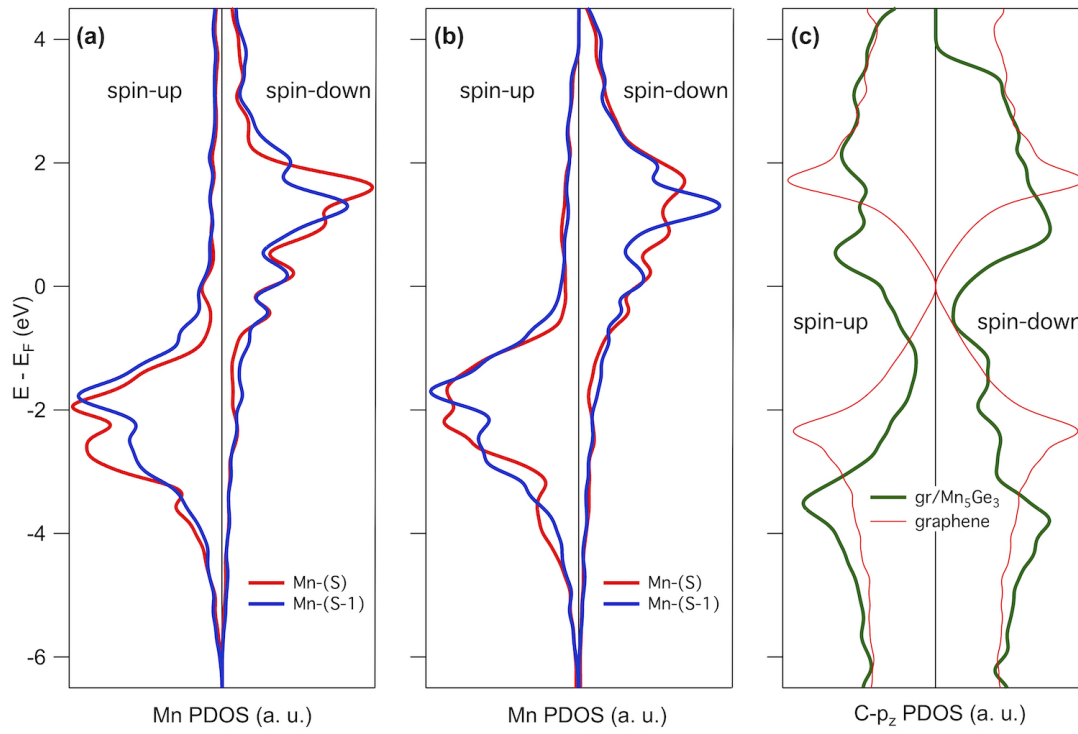 (a)
(b)
(c)
spin-up
spin-down
spin-up
spin-down
spin-up
spin-down
4
2
0
-2
-4
-6
E - E_F (eV)
Mn-(S)
Mn-(S-1)
Mn-(S)
Mn-(S-1)
gr/Mn₅Ge₃
graphene
Mn PDOS (a. u.)
Mn PDOS (a. u.)
C-p_z PDOS (a. u.)